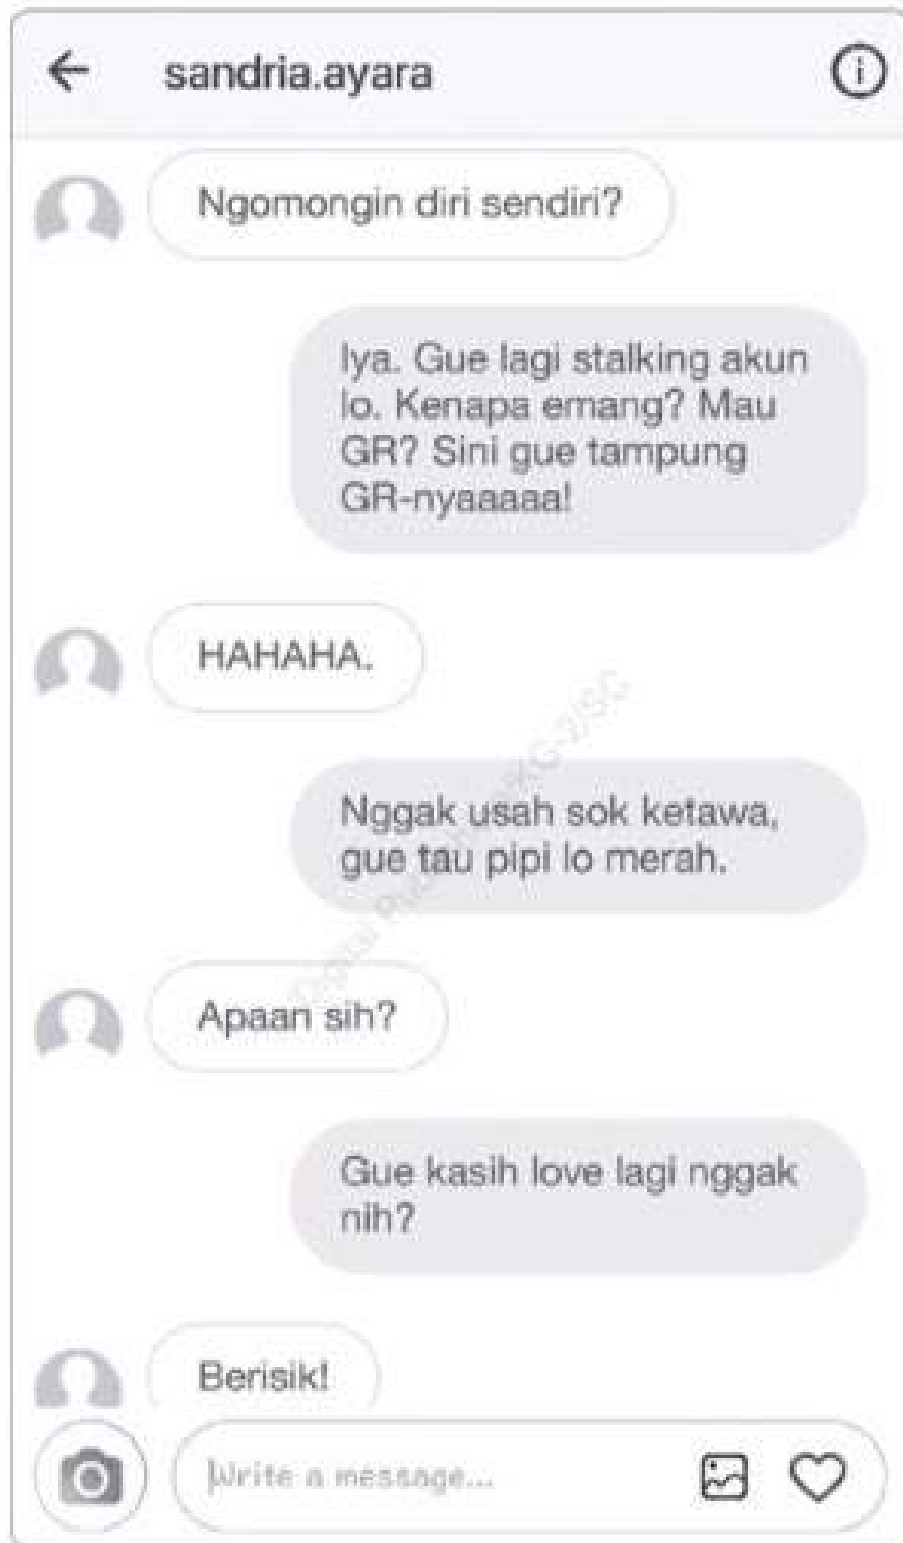 sandria.ayara
Ngomongin diri sendiri?
Iya. Gue lagi stalking akun
lo. Kenapa emang? Mau
GR? Sini gue tampung
GR-nyaaaaa!
HAHAHA.
Nggak usah sok ketawa,
gue tau pipi lo merah.
Apaan sih?
Gue kasih love lagi nggak
nih?
Berisik!
Write a message...